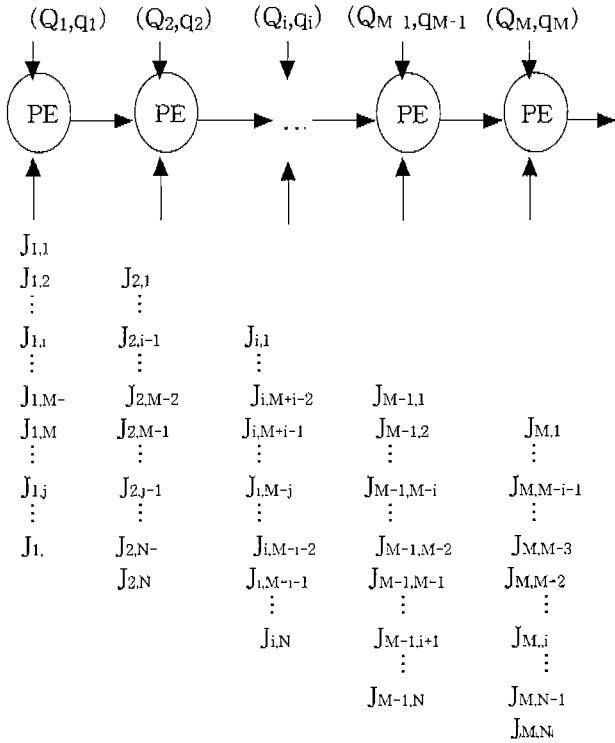 (Q1,q1) (Q2,q2) (Qi,qi) (QM-1,qM-1) (QM,qM)
PE PE ... PE PE
J1,1
J1,2 J2,1
⋮ ⋮
J1,i J2,i-1 Ji,1
⋮ ⋮ ⋮
J1,M- J2,M-2 Ji,M+i-2 JM-1,1
J1,M J2,M-1 Ji,M+i-1 JM-1,2 JM,1
⋮ ⋮ ⋮ ⋮ ⋮
J1,j J2,j-1 Ji,M-j JM-1,M-i JM,M-i-1
⋮ ⋮ ⋮ ⋮ ⋮
J1, J2,N- Ji,M-i-2 JM-1,M-2 JM,M-3
J2,N Ji,M-i-1 JM-1,M-1 JM,M-2
⋮ ⋮ ⋮
Ji,N JM-1,i+1 JM,i
⋮ ⋮
JM-1,N JM,N-1
JM,N